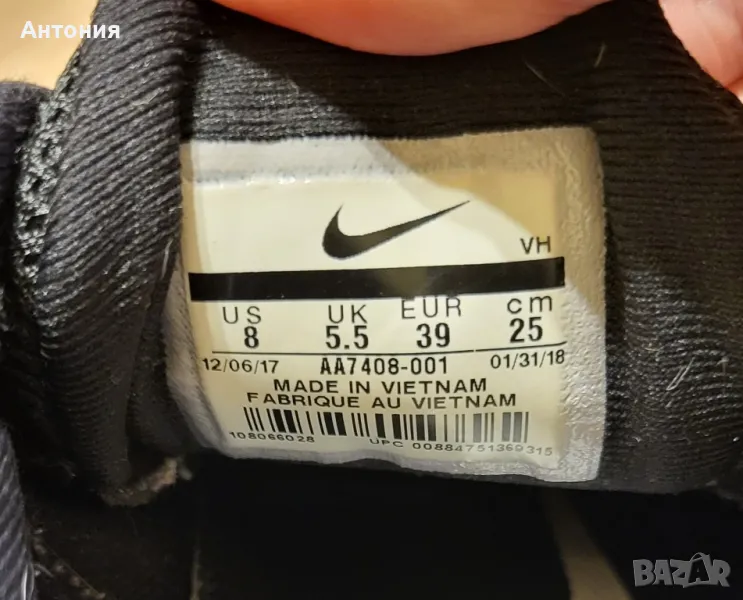 Антония
VH
US UK EUR cm
8 5.5 39 25
12/06/17 AA7408-001 01/31/18
MADE IN VIETNAM
FABRIQUE AU VIETNAM
108066028 UPC 00884751369315
BAZAR